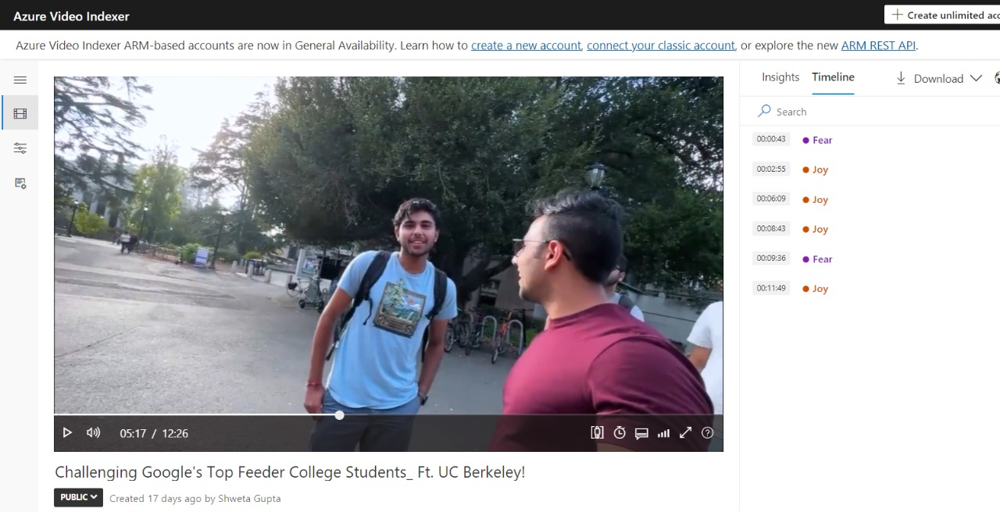 Azure Video Indexer
Create unlimited acc
Azure Video Indexer ARM-based accounts are now in General Availability. Learn how to create a new account, connect your classic account, or explore the new ARM REST API.
Insights Timeline Download
Search
00:00:43 Fear
00:02:55 Joy
00:06:09 Joy
00:08:43 Joy
00:09:36 Fear
00:11:49 Joy
05:17 / 12:26
Challenging Google's Top Feeder College Students_ Ft. UC Berkeley!
PUBLIC Created 17 days ago by Shweta Gupta